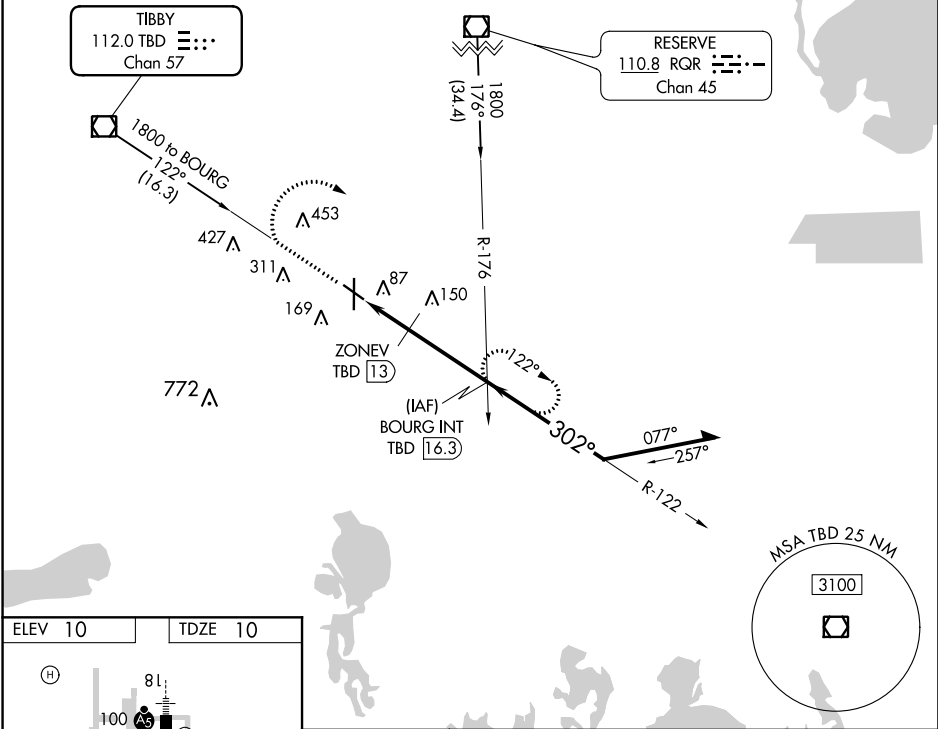 TIBBY
112.0 TBD
Chan 57
RESERVE
110.8 RQR
Chan 45
1800
176°
(34.4)
1800 to BOURG
122°
(16.3)
453
427
311
R-176
87
150
169
ZONEV
TBD 13
122°
772
(IAF)
BOURG INT
TBD 16.3
302°
077°
257°
R-122
MSA TBD 25 NM
3100
ELEV 10
TDZE 10
H
18
100
A5